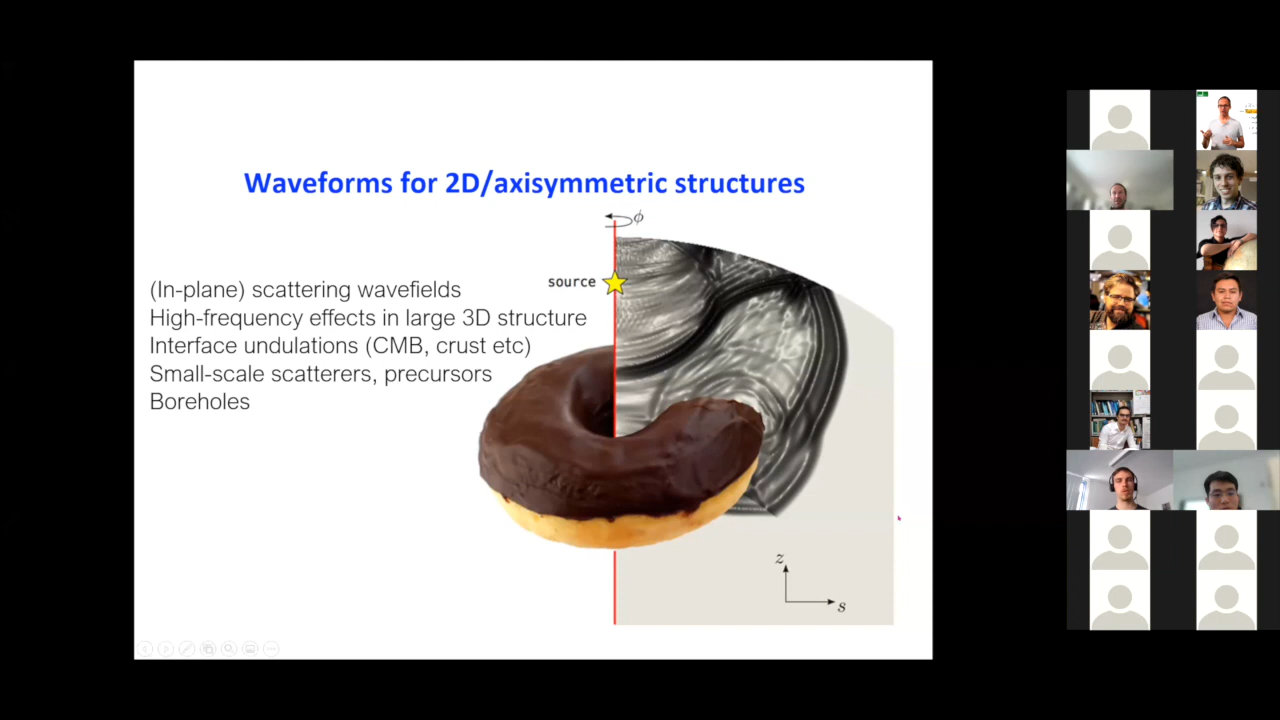 Waveforms for 2D/axisymmetric structures
ϕ
source
(In-plane) scattering wavefields
High-frequency effects in large 3D structure
Interface undulations (CMB, crust etc)
Small-scale scatterers, precursors
Boreholes
z
s